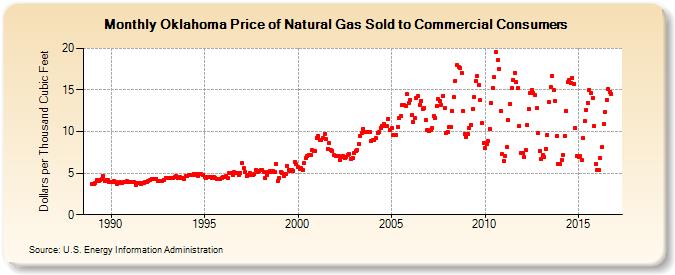 Monthly Oklahoma Price of Natural Gas Sold to Commercial Consumers
Dollars per Thousand Cubic Feet
20
15
10
5
0
1990 1995 2000 2005 2010 2015
Source: U.S. Energy Information Administration